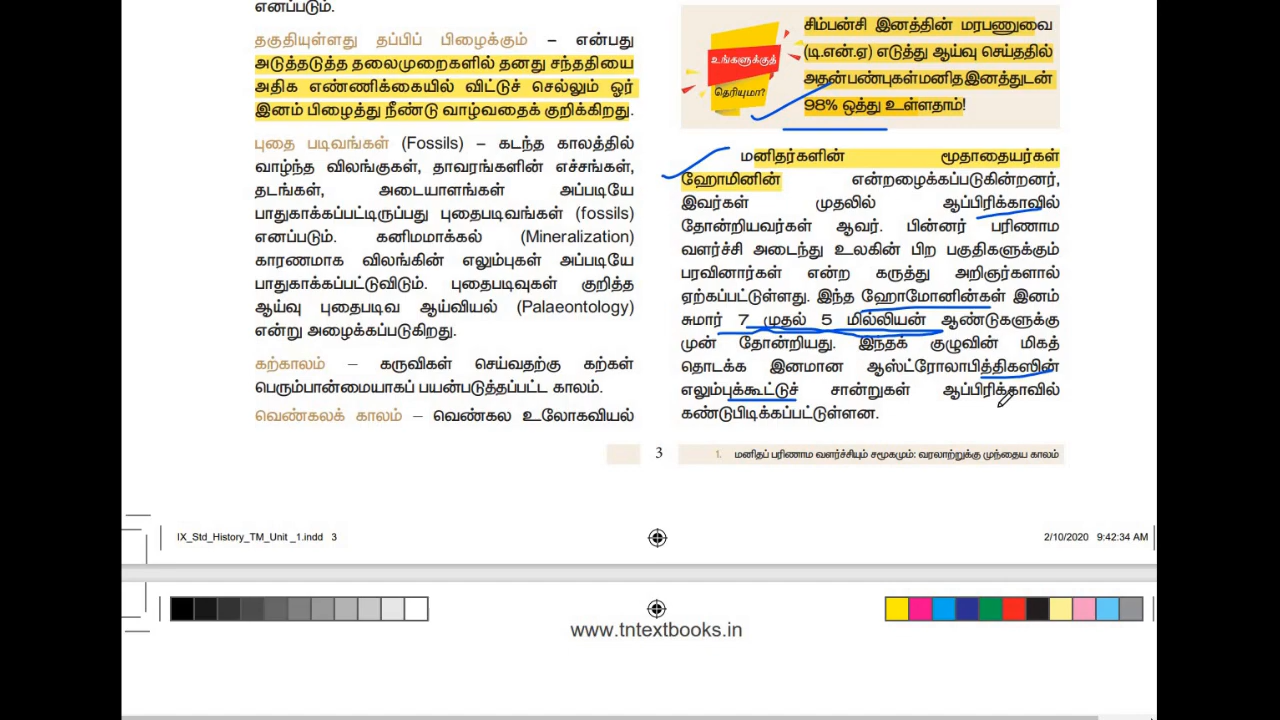 எனப்படும்.
தகுதியுள்ளது தப்பிப் பிழைக்கும் – என்பது
அடுத்தடுத்த தலைமுறைகளில் தனது சந்ததியை
அதிக எண்ணிக்கையில் விட்டுச் செல்லும் ஓர்
இனம் பிழைத்து நீண்டு வாழ்வதைக் குறிக்கிறது.
புதை படிவங்கள் (Fossils) – கடந்த காலத்தில்
வாழ்ந்த விலங்குகள், தாவரங்களின் எச்சங்கள்,
தடங்கள், அடையாளங்கள் அப்படியே
பாதுகாக்கப்பட்டிருப்பது புதைபடிவங்கள் (fossils)
எனப்படும். கனிமமாக்கல் (Mineralization)
காரணமாக விலங்கின் எலும்புகள் அப்படியே
பாதுகாக்கப்பட்டுவிடும். புதைபடிவுகள் குறித்த
ஆய்வு புதைபடிவ ஆய்வியல் (Palaeontology)
என்று அழைக்கப்படுகிறது.
கற்காலம் – கருவிகள் செய்வதற்கு கற்கள்
பெரும்பான்மையாகப் பயன்படுத்தப்பட்ட காலம்.
வெண்கலக் காலம் – வெண்கல உலோகவியல்
உங்களுக்குத்
தெரியுமா?
சிம்பன்சி இனத்தின் மரபணுவை
(டி.என்.ஏ) எடுத்து ஆய்வு செய்ததில்
அதன் பண்புகள் மனித இனத்துடன்
98% ஒத்து உள்ளதாம்!
மனிதர்களின் மூதாதையர்கள்
ஹோமினின் என்றழைக்கப்படுகின்றனர்,
இவர்கள் முதலில் ஆப்பிரிக்காவில்
தோன்றியவர்கள் ஆவர். பின்னர் பரிணாம
வளர்ச்சி அடைந்து உலகின் பிற பகுதிகளுக்கும்
பரவினார்கள் என்ற கருத்து அறிஞர்களால்
ஏற்கப்பட்டுள்ளது. இந்த ஹோமோனின்கள் இனம்
சுமார் 7 முதல் 5 மில்லியன் ஆண்டுகளுக்கு
முன் தோன்றியது. இந்தக் குழுவின் மிகத்
தொடக்க இனமான ஆஸ்ட்ரோலாபித்திகஸின்
எலும்புக்கூட்டுச் சான்றுகள் ஆப்பிரிக்காவில்
கண்டுபிடிக்கப்பட்டுள்ளன.
3
1. மனிதப் பரிணாம வளர்ச்சியும் சமூகமும்: வரலாற்றுக்கு முந்தைய காலம்
IX_Std_History_TM_Unit _1.indd 3
2/10/2020 9:42:34 AM
www.tntextbooks.in